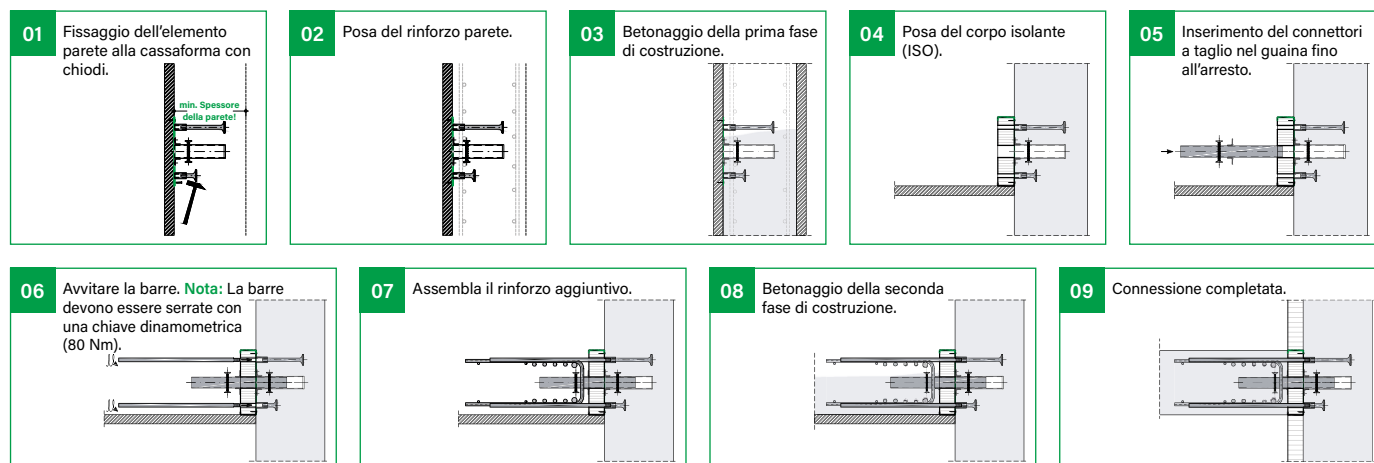 01
Fissaggio dell'elemento
parete alla cassaforma con
chiodi.
min. Spessore
della parete!
02
Posa del rinforzo parete.
03
Betonaggio della prima fase
di costruzione.
04
Posa del corpo isolante
(ISO).
05
Inserimento del connettori
a taglio nel guaina fino
all'arresto.
06
Avvitare la barre. Nota: La barre
devono essere serrate con
una chiave dinamometrica
(80 Nm).
07
Assembla il rinforzo aggiuntivo.
08
Betonaggio della seconda
fase di costruzione.
09
Connessione completata.